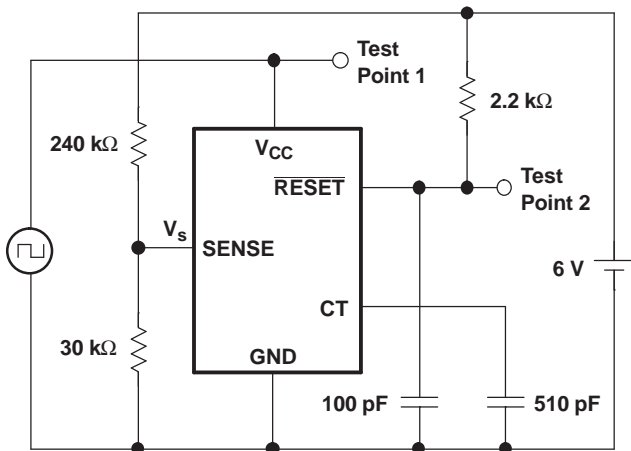 Test
Point 1
2.2 kΩ
240 kΩ
VCC
RESET
Test
Point 2
Vs
SENSE
6 V
CT
30 kΩ
GND
100 pF
510 pF